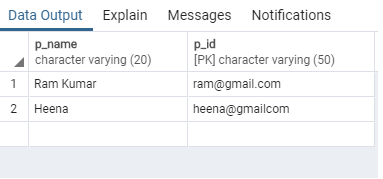 Data Output Explain Messages Notifications
p_name p_id
character varying (20) [PK] character varying (50)
1 Ram Kumar ram@gmail.com
2 Heena heena@gmailcom